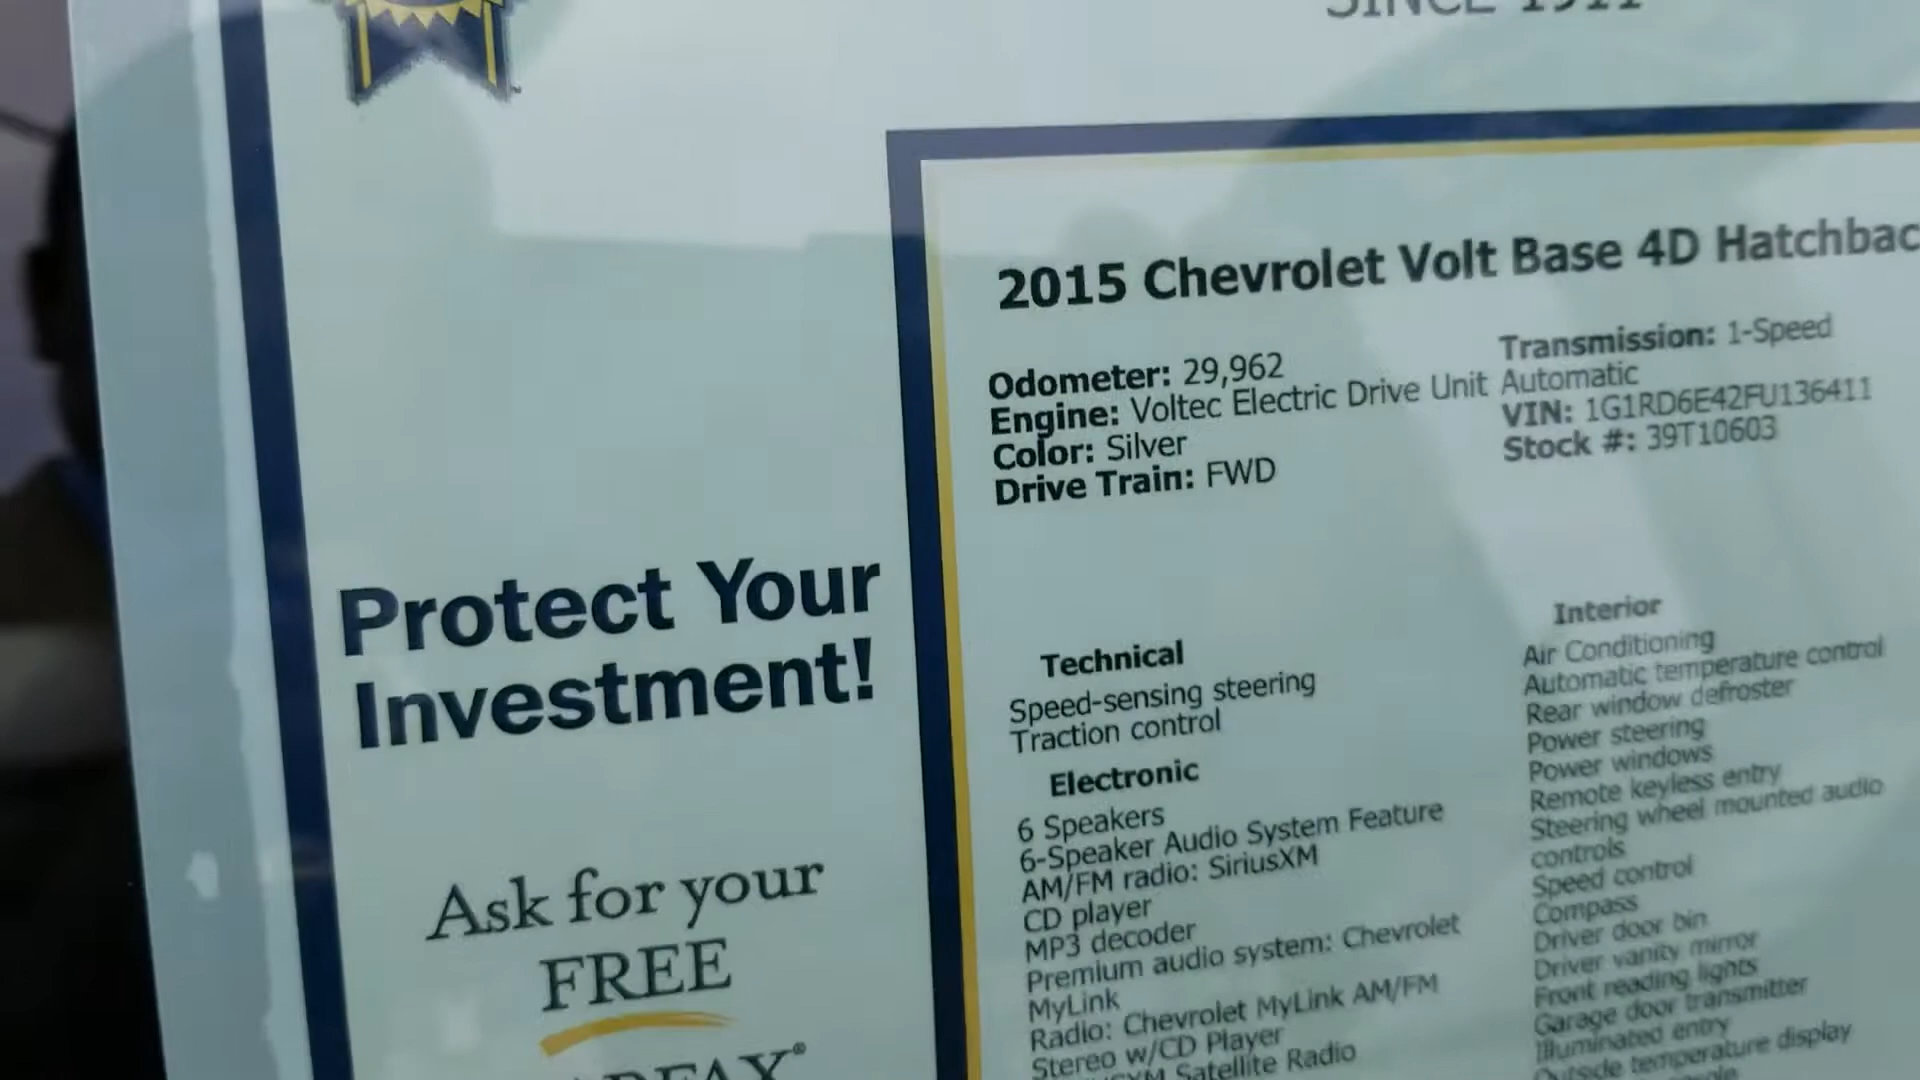 SINCE 1911
2015 Chevrolet Volt Base 4D Hatchbac
Odometer: 29,962
Engine: Voltec Electric Drive Unit
Color: Silver
Drive Train: FWD
Transmission: 1-Speed
Automatic
VIN: 1G1RD6E42FU136411
Stock #: 39T10603
Protect Your
Investment!
Ask for your
FREE
Technical
Speed-sensing steering
Traction control
Electronic
6 Speakers
6-Speaker Audio System Feature
AM/FM radio: SiriusXM
CD player
MP3 decoder
Premium audio system: Chevrolet
MyLink
Radio: Chevrolet MyLink AM/FM
Stereo w/CD Player
Satellite Radio
Interior
Air Conditioning
Automatic temperature control
Rear window defroster
Power steering
Power windows
Remote keyless entry
Steering wheel mounted audio
controls
Speed control
Compass
Driver door bin
Driver vanity mirror
Front reading lights
Garage door transmitter
Illuminated entry
Outside temperature display